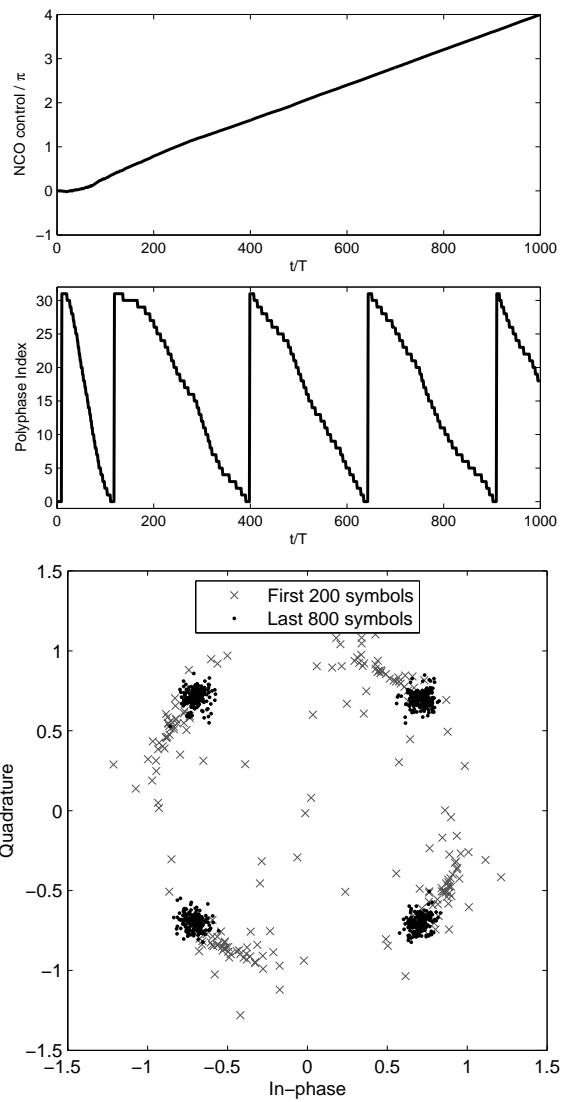 4
3
2
1
0
−1
NCO control / π
0 200 400 600 800 1000
t/T
30
25
20
15
10
5
0
Polyphase Index
0 200 400 600 800 1000
t/T
1.5
1
0.5
0
−0.5
−1
−1.5
Quadrature
First 200 symbols
Last 800 symbols
−1.5 −1 −0.5 0 0.5 1 1.5
In−phase